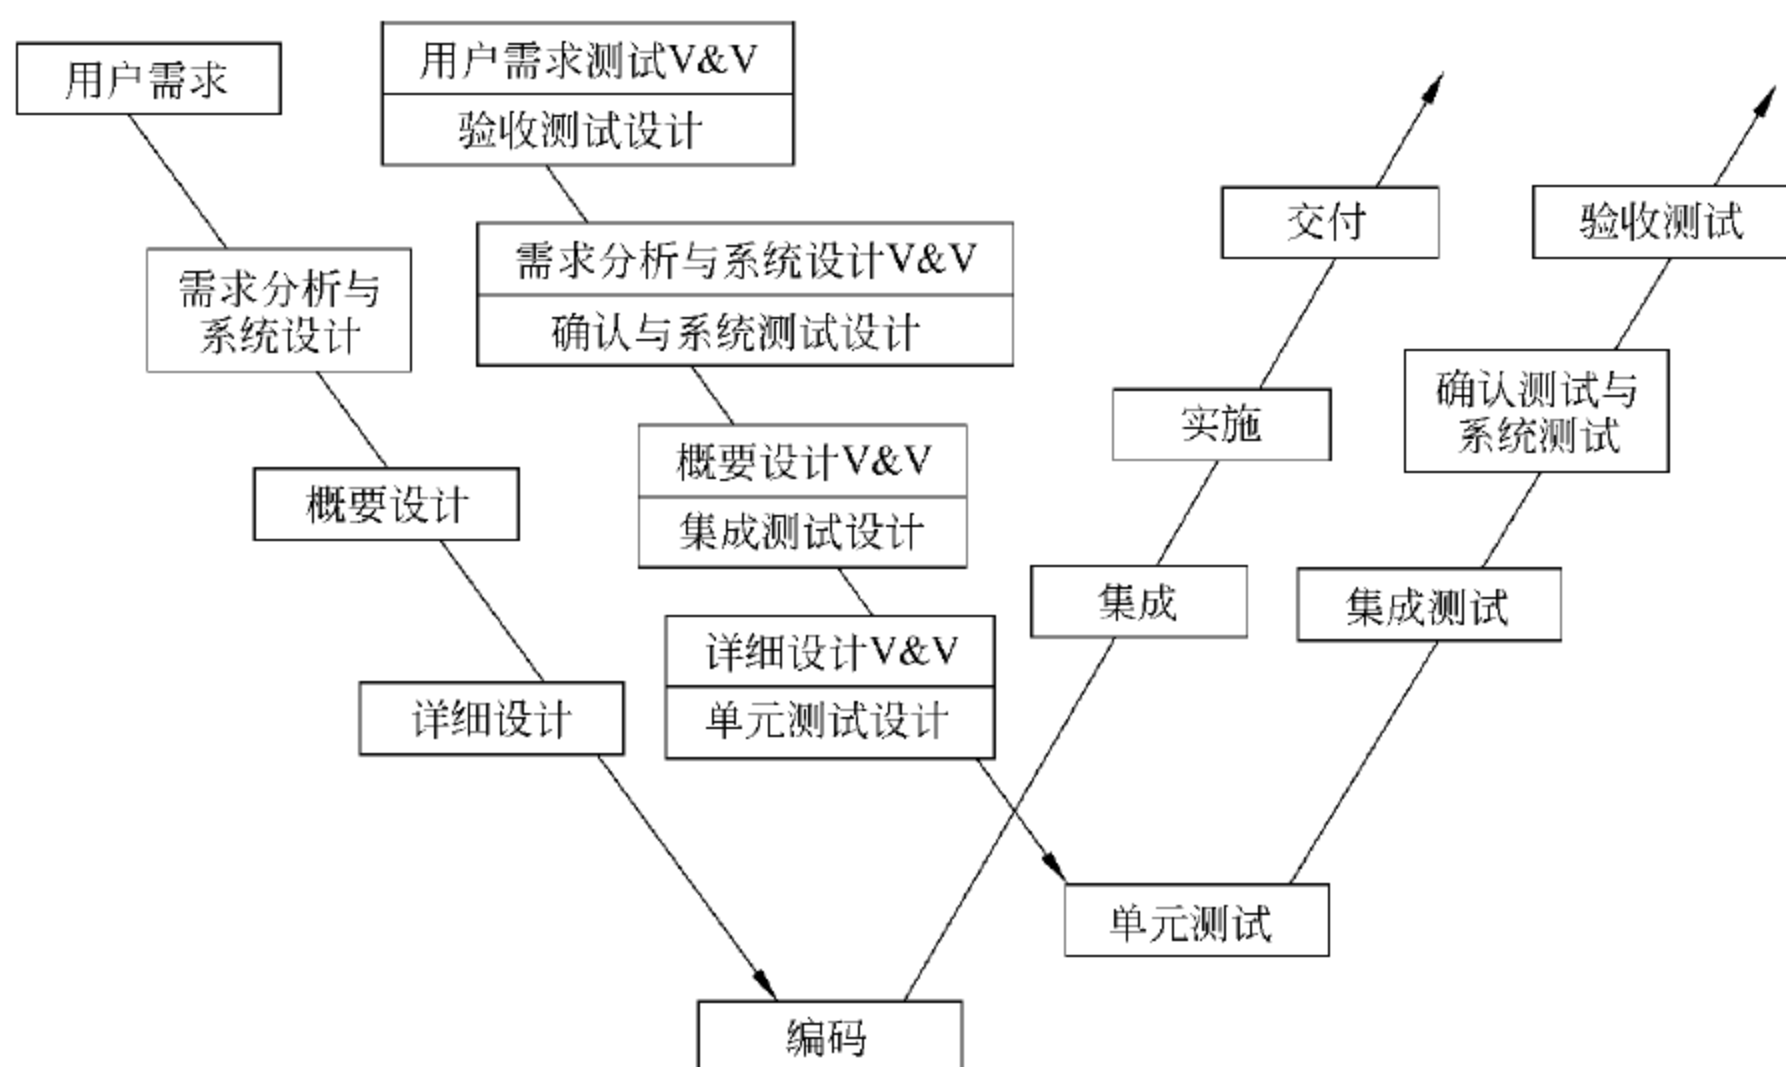 用户需求
用户需求测试V&V
验收测试设计
需求分析与
系统设计
需求分析与系统设计V&V
确认与系统测试设计
概要设计
概要设计V&V
集成测试设计
详细设计
详细设计V&V
单元测试设计
编码
集成
实施
交付
单元测试
集成测试
确认测试与
系统测试
验收测试